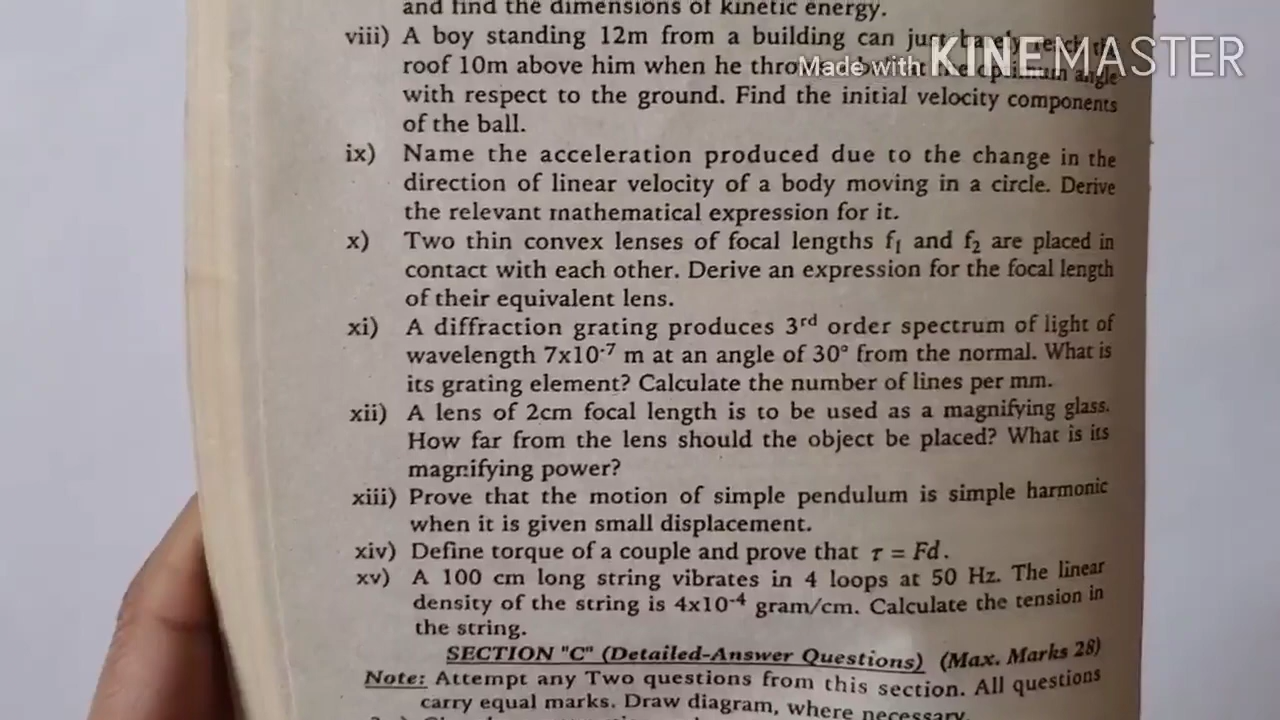 and find the dimensions of kinetic energy.
viii) A boy standing 12m from a building can just barely reach the
roof 10m above him when he throws a ball at the optimum angle
Made with KINEMASTER
with respect to the ground. Find the initial velocity components
of the ball.
ix) Name the acceleration produced due to the change in the
direction of linear velocity of a body moving in a circle. Derive
the relevant mathematical expression for it.
x) Two thin convex lenses of focal lengths f₁ and f₂ are placed in
contact with each other. Derive an expression for the focal length
of their equivalent lens.
xi) A diffraction grating produces 3ʳᵈ order spectrum of light of
wavelength 7x10⁻⁷ m at an angle of 30° from the normal. What is
its grating element? Calculate the number of lines per mm.
xii) A lens of 2cm focal length is to be used as a magnifying glass.
How far from the lens should the object be placed? What is its
magnifying power?
xiii) Prove that the motion of simple pendulum is simple harmonic
when it is given small displacement.
xiv) Define torque of a couple and prove that τ = Fd.
xv) A 100 cm long string vibrates in 4 loops at 50 Hz. The linear
density of the string is 4x10⁻⁴ gram/cm. Calculate the tension in
the string.
SECTION "C" (Detailed-Answer Questions) (Max. Marks 28)
Note: Attempt any Two questions from this section. All questions
carry equal marks. Draw diagram, where necessary.